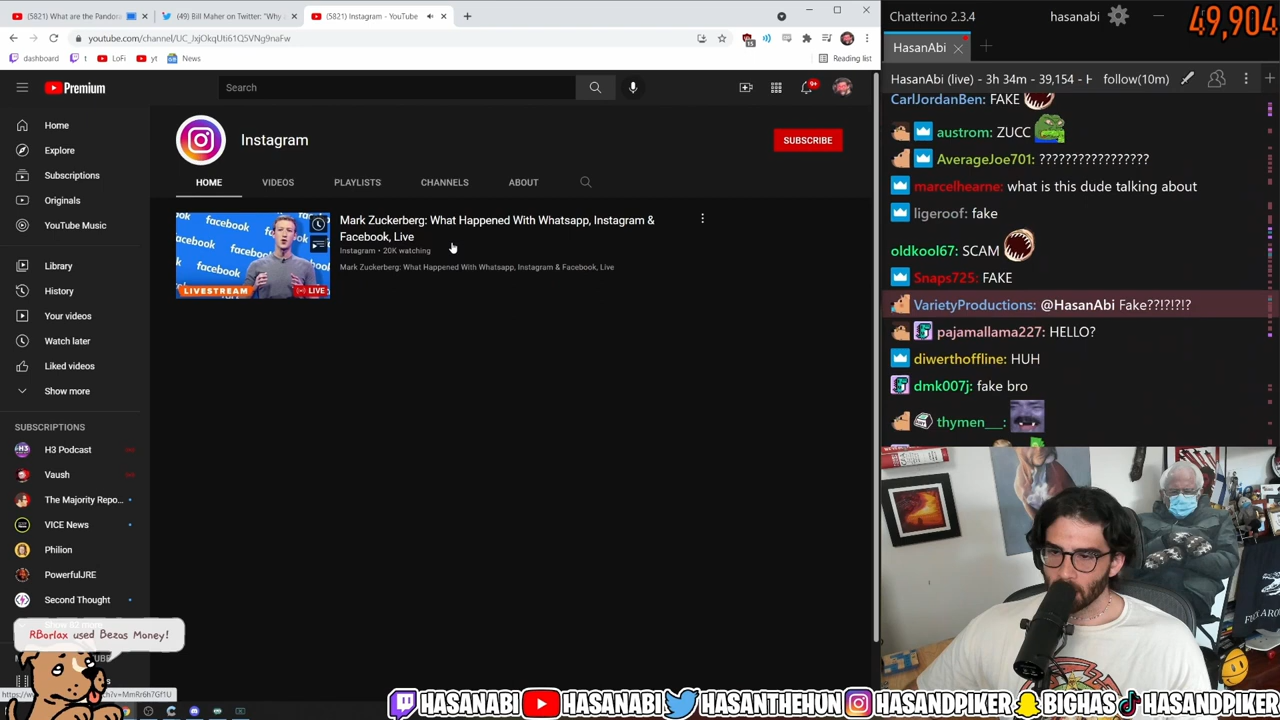 (5821) What are the Pandora
(49) Bill Maher on Twitter: "Why
(5821) Instagram - YouTube
youtube.com/channel/UC_JxjOkqUti61Q5VNg9naFw
dashboard
t
LoFi
yt
News
Reading list
Premium
Search
9+
Home
Explore
Subscriptions
Originals
YouTube Music
Library
History
Your videos
Watch later
Liked videos
Show more
SUBSCRIPTIONS
H3 Podcast
Vaush
The Majority Repo...
VICE News
Philion
PowerfulJRE
Second Thought
Instagram
SUBSCRIBE
HOME
VIDEOS
PLAYLISTS
CHANNELS
ABOUT
facebook
LIVESTREAM
LIVE
Mark Zuckerberg: What Happened With Whatsapp, Instagram &
Facebook, Live
Instagram • 20K watching
Mark Zuckerberg: What Happened With Whatsapp, Instagram & Facebook, Live
RBorlax used Bezos Money!
Chatterino 2.3.4
hasanabi
49,904
HasanAbi
HasanAbi (live) - 3h 34m - 39,154 - H
follow(10m)
CarlJordanBen: FAKE
austrom: ZUCC
AverageJoe701: ?????????????????
marcelhearne: what is this dude talking about
ligeroof: fake
oldkool67: SCAM
Snaps725: FAKE
VarietyProductions: @HasanAbi Fake??!?!?!?
pajamallama227: HELLO?
diwerthoffline: HUH
dmk007j: fake bro
thymen__:
HASANABI
HASANABI
HASANTHEHUN
HASANDPIKER
BIGHAS
HASANDPIKER